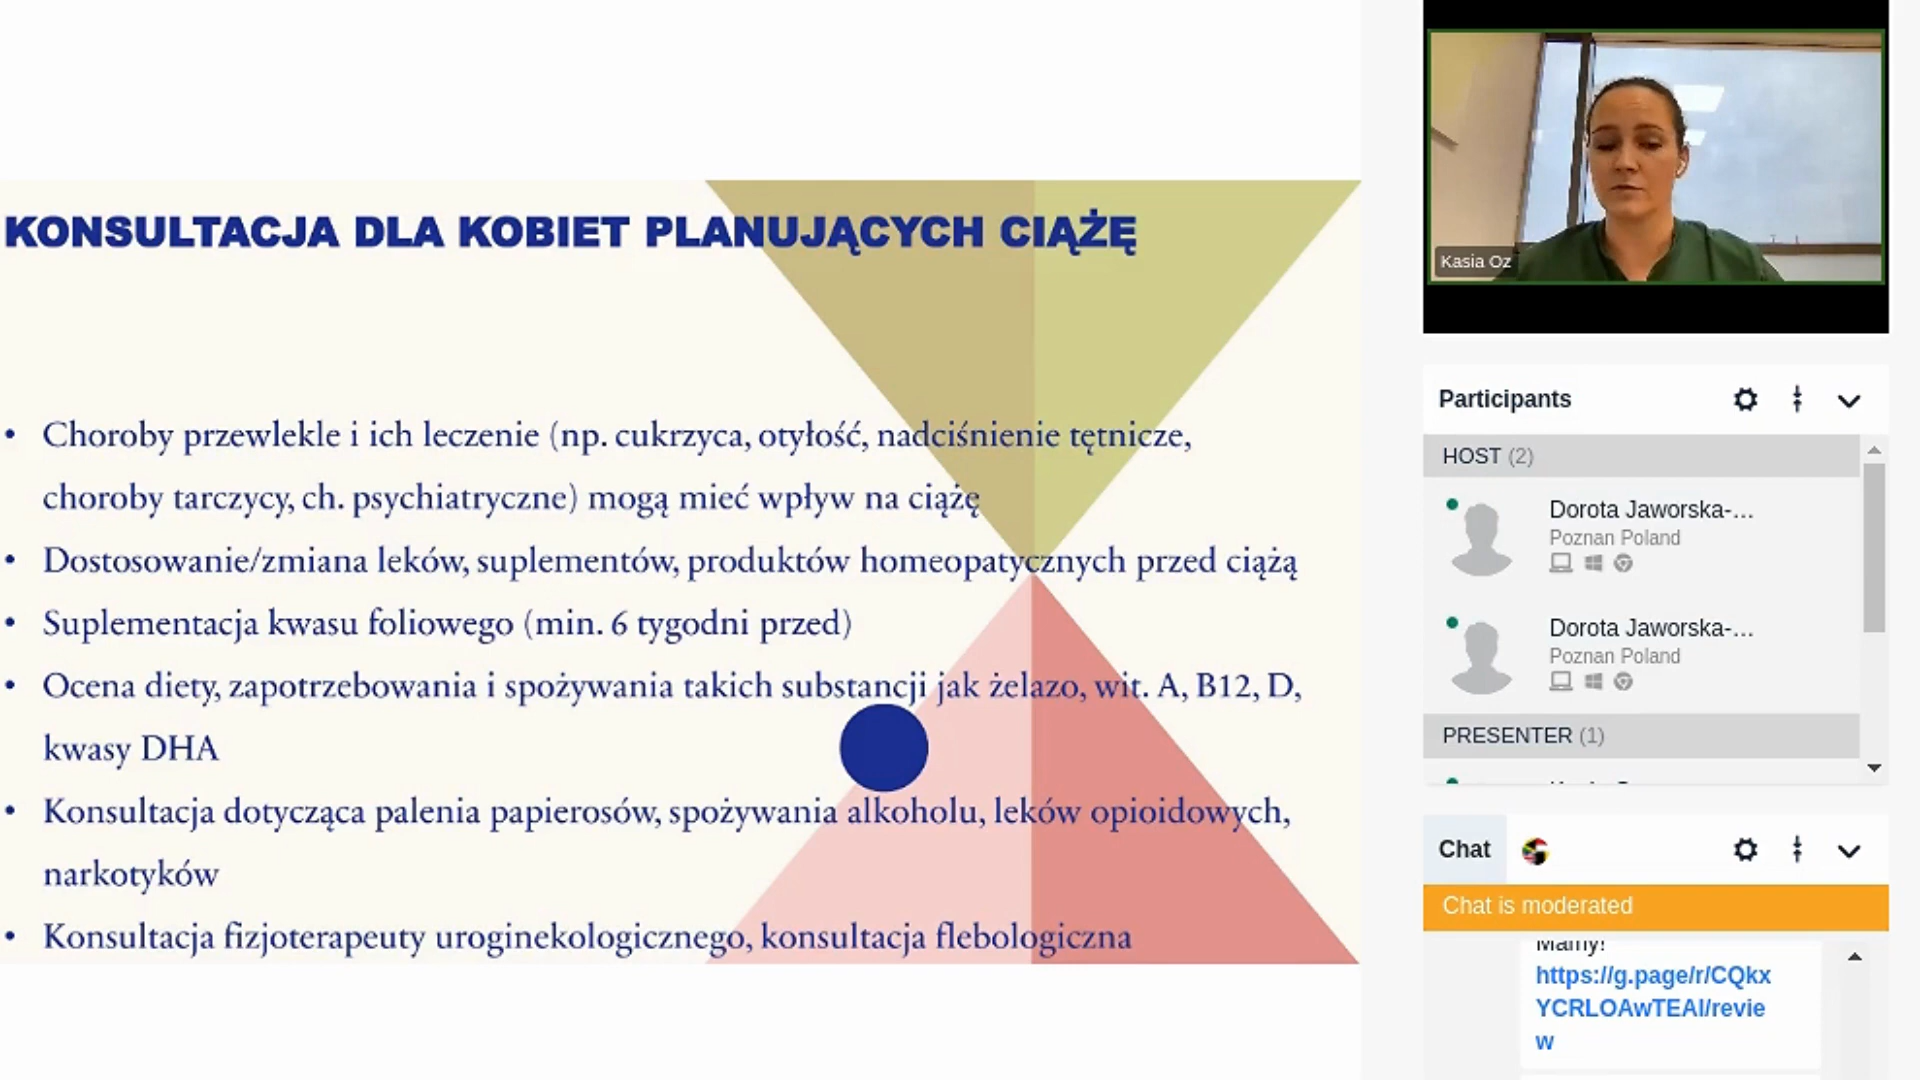 KONSULTACJA DLA KOBIET PLANUJĄCYCH CIĄŻĘ
• Choroby przewlekle i ich leczenie (np. cukrzyca, otyłość, nadciśnienie tętnicze,
choroby tarczycy, ch. psychiatryczne) mogą mieć wpływ na ciążę
• Dostosowanie/zmiana leków, suplementów, produktów homeopatycznych przed ciążą
• Suplementacja kwasu foliowego (min. 6 tygodni przed)
• Ocena diety, zapotrzebowania i spożywania takich substancji jak żelazo, wit. A, B12, D,
kwasy DHA
• Konsultacja dotycząca palenia papierosów, spożywania alkoholu, leków opioidowych,
narkotyków
• Konsultacja fizjoterapeuty uroginekologicznego, konsultacja flebologiczna
Kasia Oz
Participants
HOST (2)
Dorota Jaworska-...
Poznan Poland
Dorota Jaworska-...
Poznan Poland
PRESENTER (1)
Chat
Chat is moderated
Mamy!
https://g.page/r/CQkx
YCRLOAwTEAI/revie
w